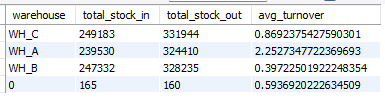 warehouse total_stock_in total_stock_out avg_turnover
WH_C 249183 331944 0.8692375427590301
WH_A 239530 324410 2.2527347722369693
WH_B 247332 328235 0.39722501922248354
0 165 160 0.5936920222634509